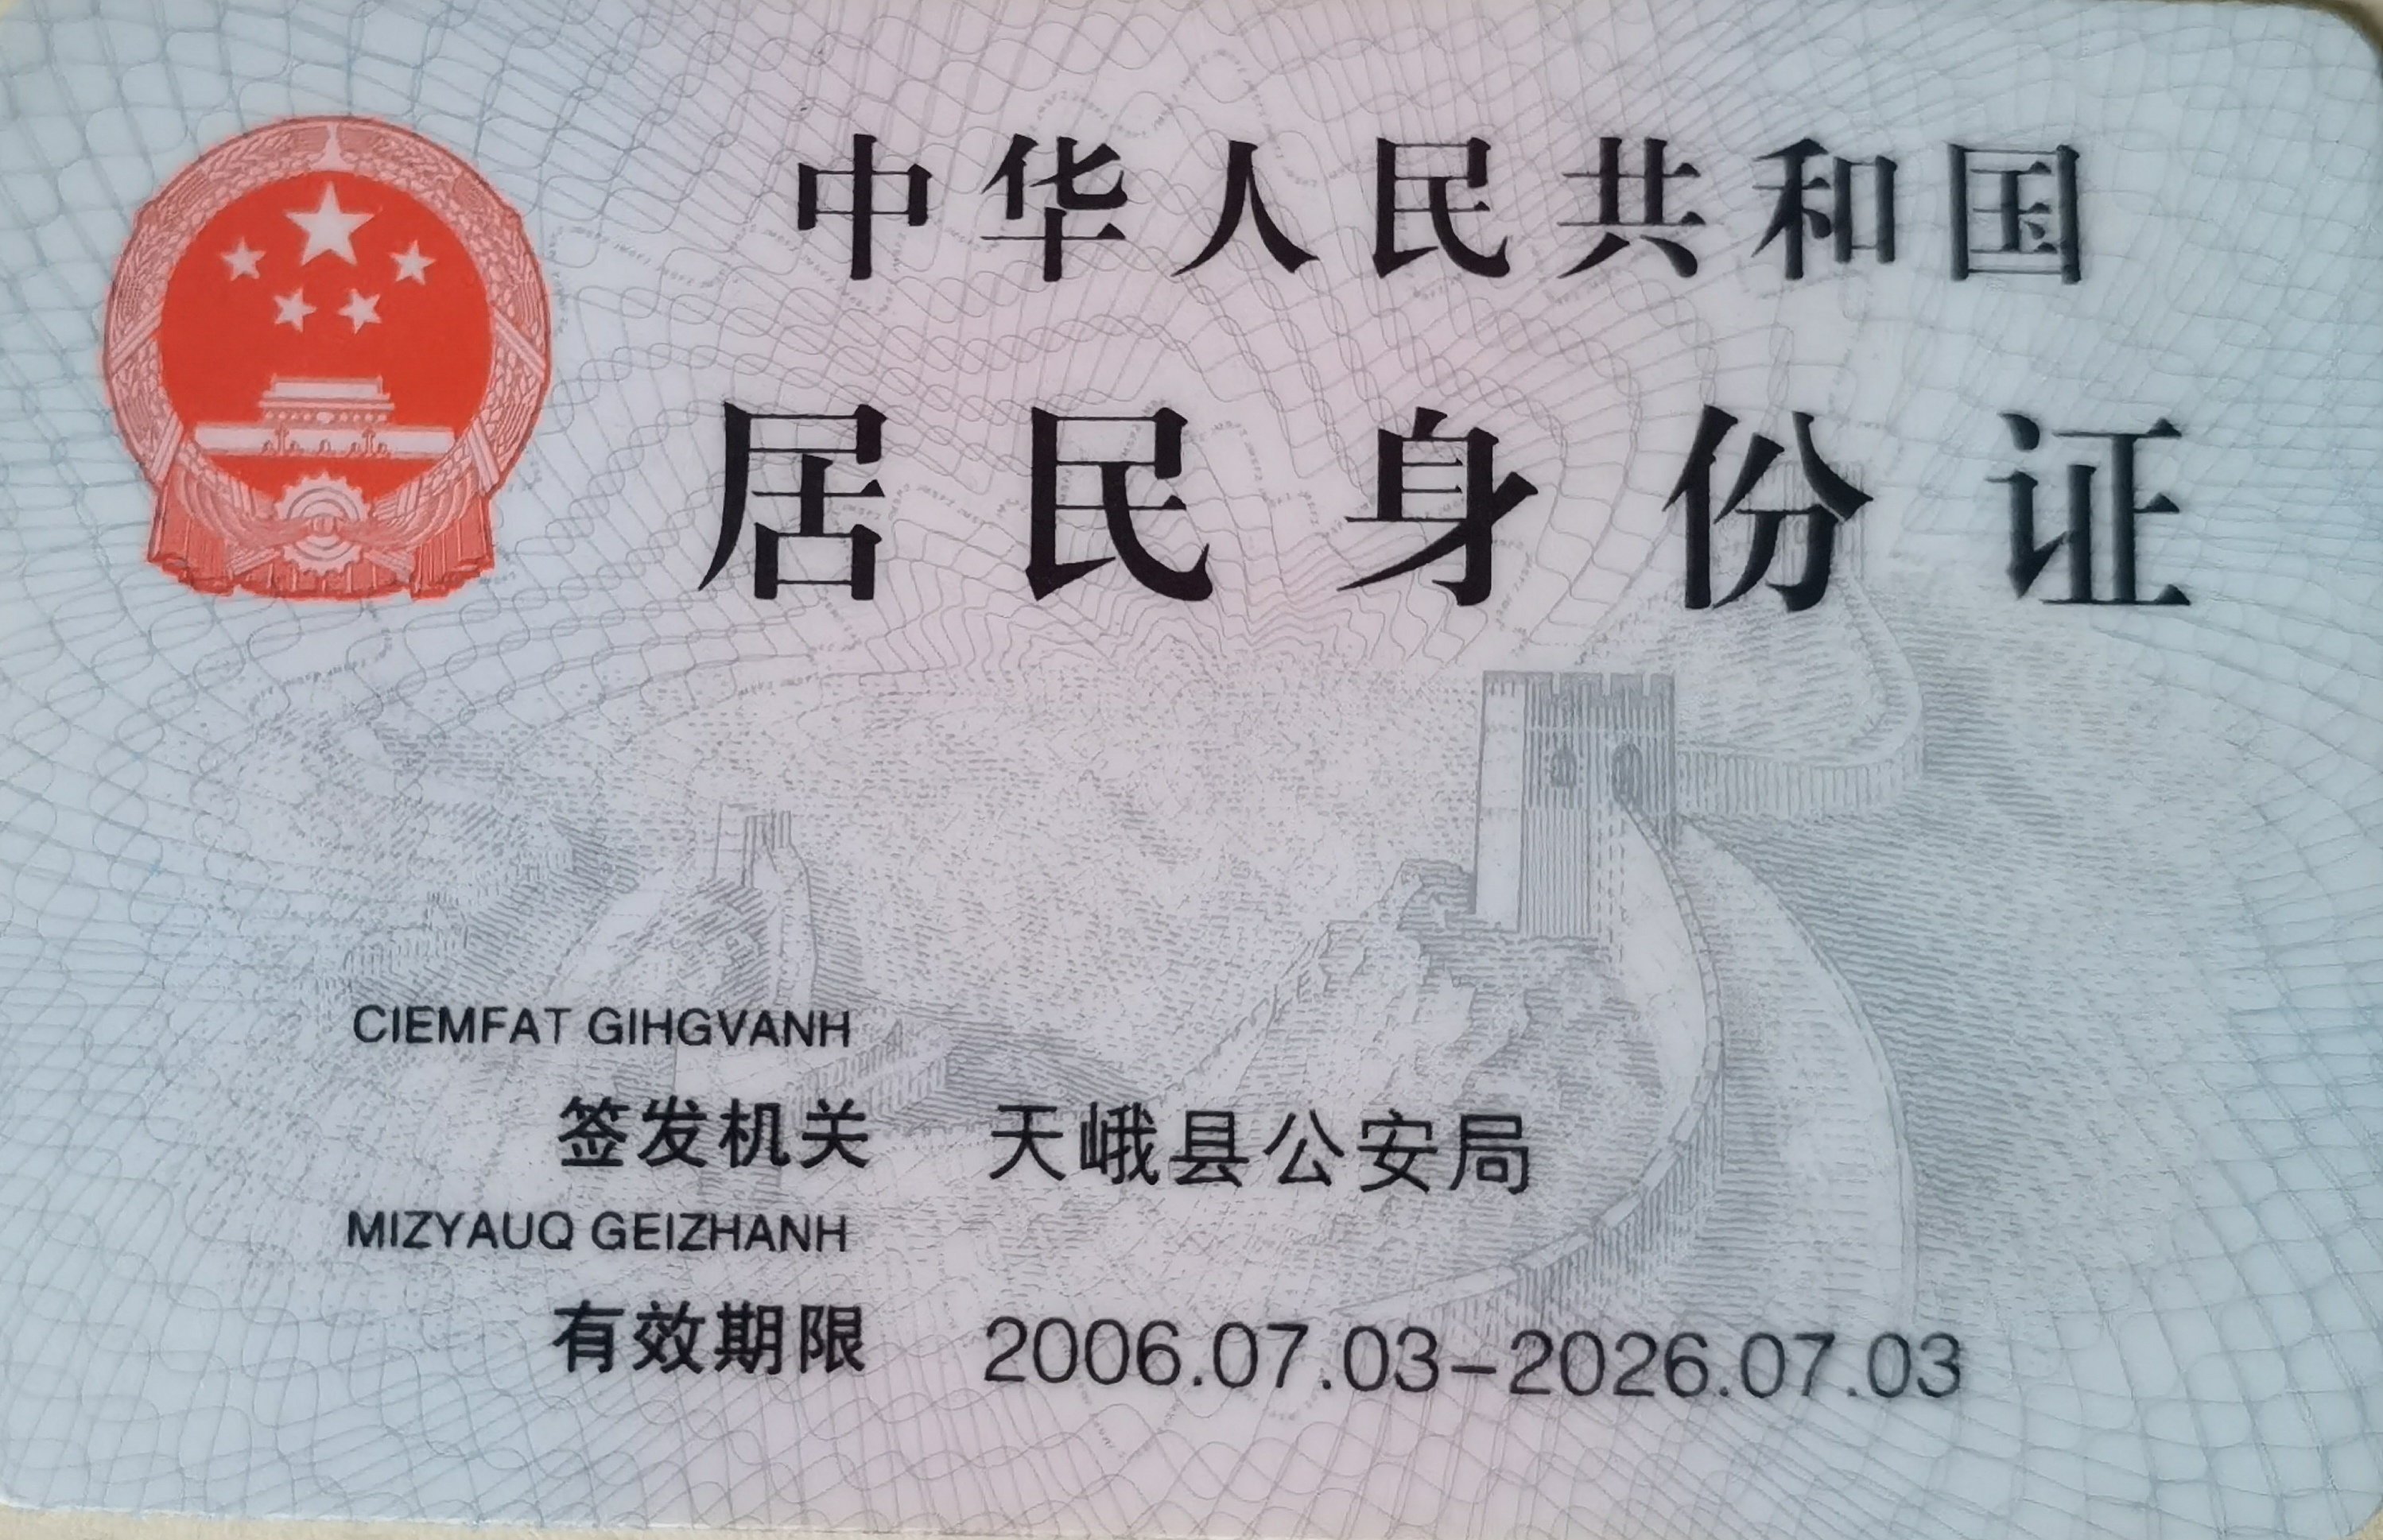 中华人民共和国
居民身份证
CIEMFAT GIHGVANH
签发机关 天峨县公安局
MIZYAUQ GEIZHANH
有效期限 2006.07.03-2026.07.03